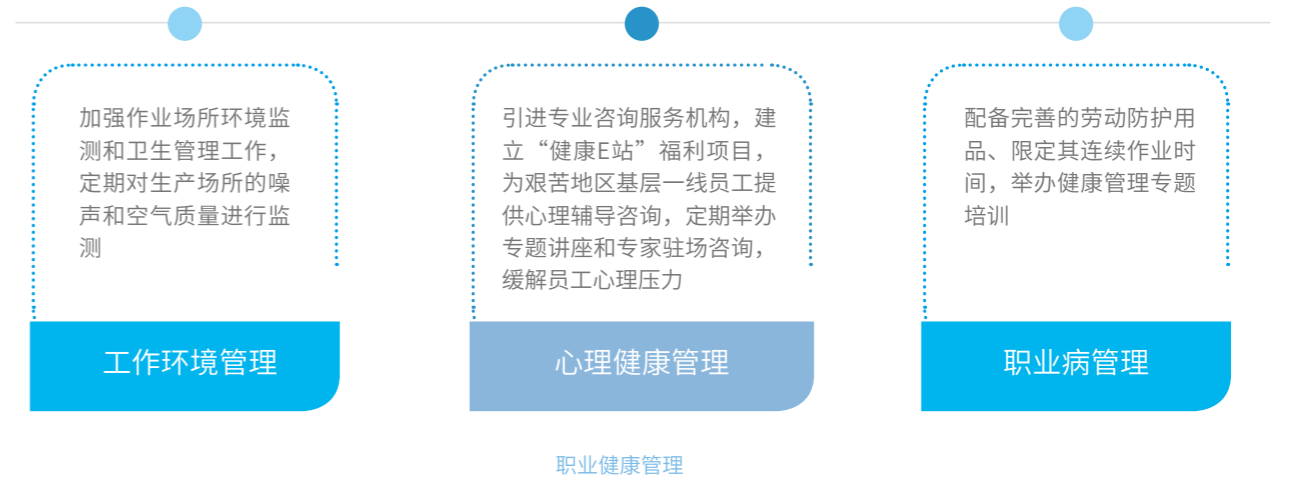 加强作业场所环境监
测和卫生管理工作，
定期对生产场所的噪
声和空气质量进行监
测
工作环境管理
引进专业咨询服务机构，建
立“健康E站”福利项目，
为艰苦地区基层一线员工提
供心理辅导咨询，定期举办
专题讲座和专家驻场咨询，
缓解员工心理压力
心理健康管理
配备完善的劳动防护用
品、限定其连续作业时
间，举办健康管理专题
培训
职业病管理
职业健康管理